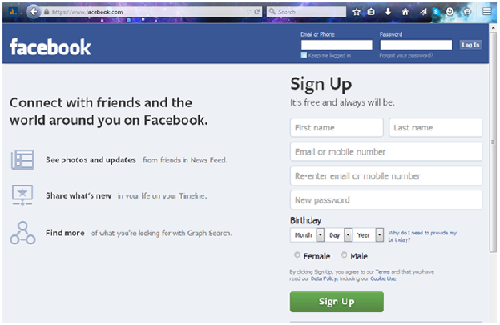 https://www.facebook.com
Search
facebook
Email or Phone
Password
Log In
Keep me logged in
Forgot your password?
Connect with friends and the
world around you on Facebook.
See photos and updates from friends in News Feed.
Share what's new in your life on your Timeline.
Find more of what you're looking for with Graph Search.
Sign Up
It's free and always will be.
First name
Last name
Email or mobile number
Re-enter email or mobile number
New password
Birthday
Month
Day
Year
Why do I need to provide my
birthday?
Female
Male
By clicking Sign Up, you agree to our Terms and that you have
read our Data Policy, including our Cookie Use.
Sign Up